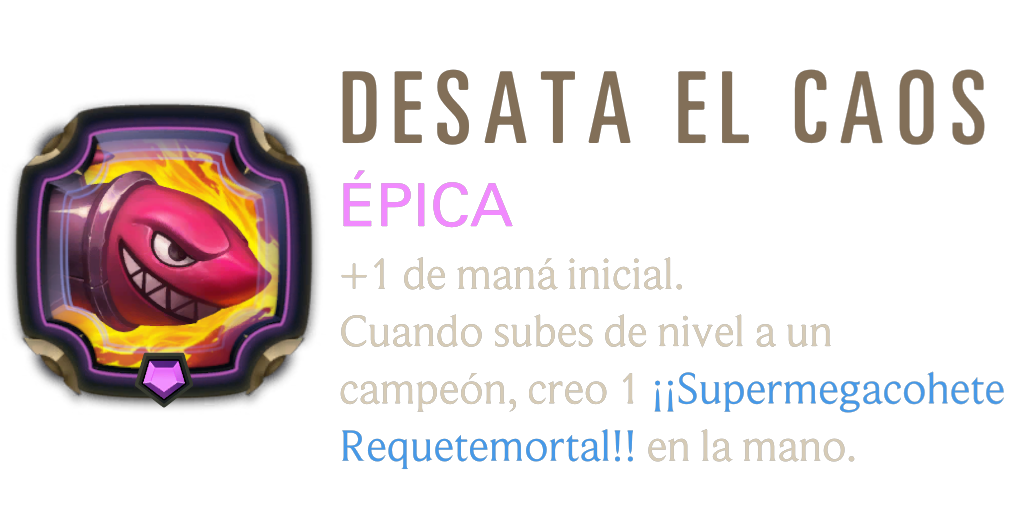 DESATA EL CAOS
ÉPICA
+1 de maná inicial.
Cuando subes de nivel a un
campeón, creo 1 ¡¡Supermegacohete
Requetemortal!! en la mano.